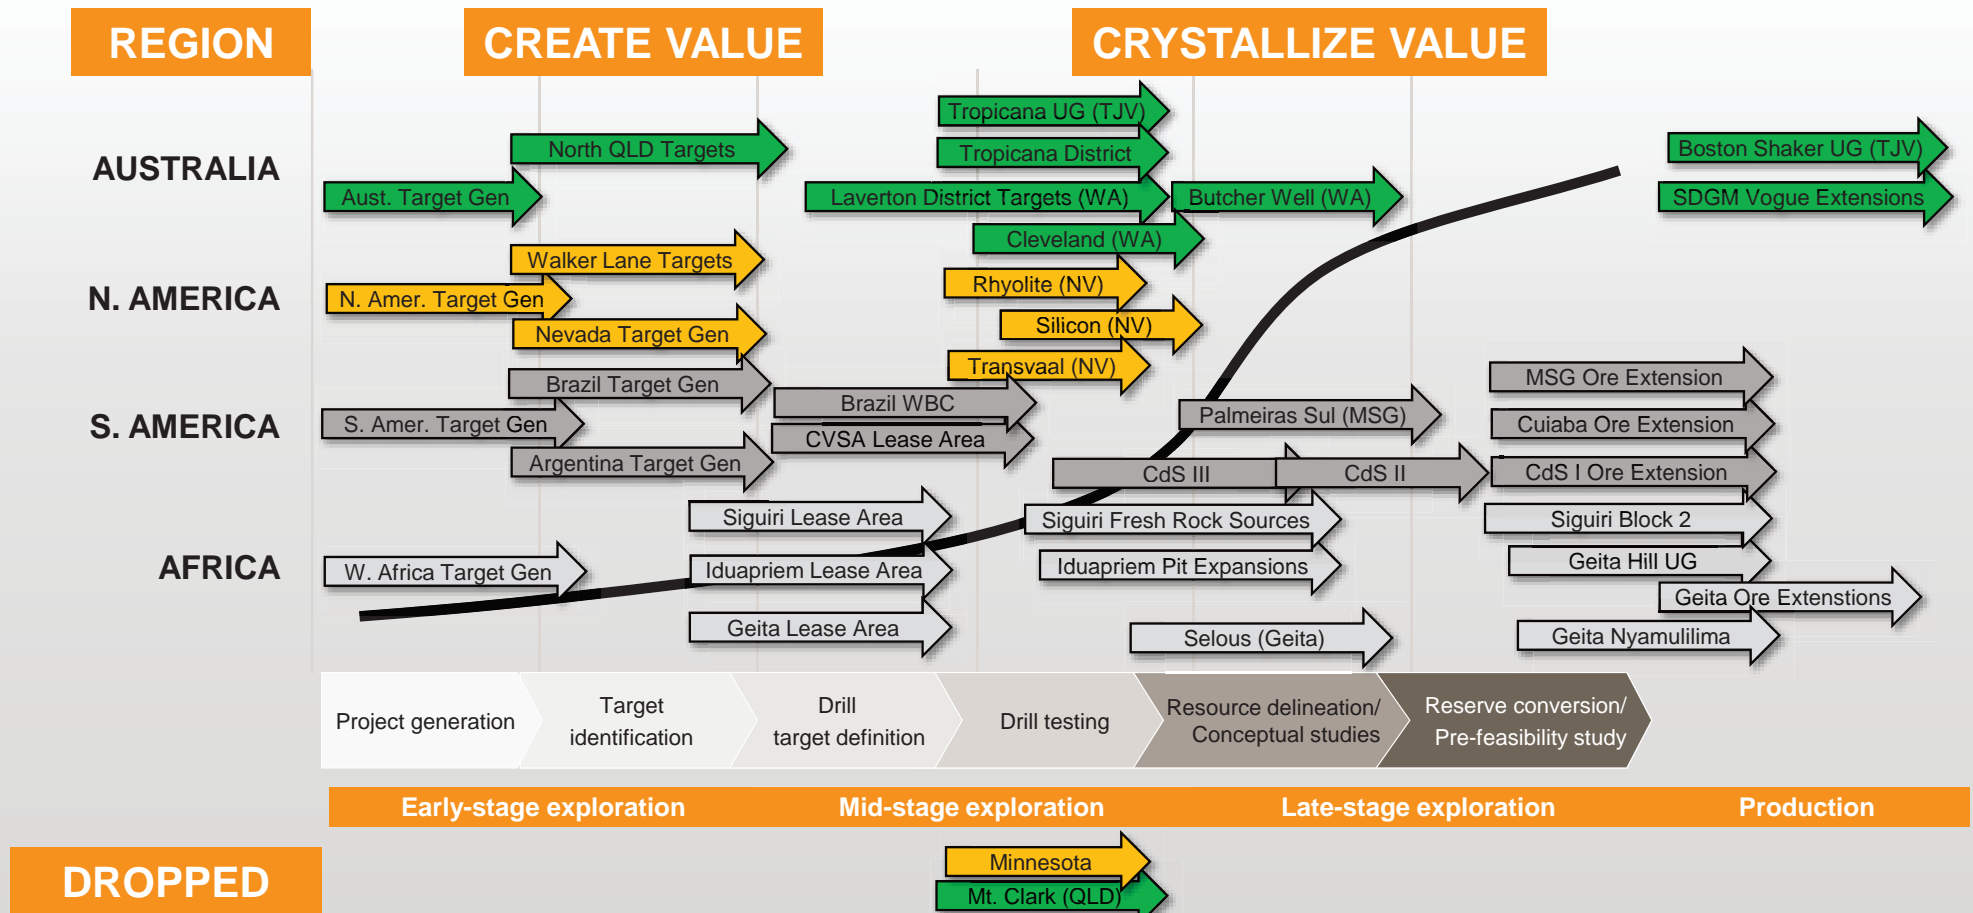 REGION
CREATE VALUE
CRYSTALLIZE VALUE
AUSTRALIA
Tropicana UG (TJV)
North QLD Targets
Tropicana District
Boston Shaker UG (TJV)
Aust. Target Gen
Laverton District Targets (WA)
Butcher Well (WA)
SDGM Vogue Extensions
Cleveland (WA)
N. AMERICA
Walker Lane Targets
Rhyolite (NV)
N. Amer. Target Gen
Silicon (NV)
Nevada Target Gen
Transvaal (NV)
S. AMERICA
Brazil Target Gen
MSG Ore Extension
Brazil WBC
Palmeiras Sul (MSG)
S. Amer. Target Gen
Cuiaba Ore Extension
CVSA Lease Area
Argentina Target Gen
CdS III
CdS II
CdS I Ore Extension
AFRICA
Siguiri Lease Area
Siguiri Fresh Rock Sources
Siguiri Block 2
W. Africa Target Gen
Iduapriem Lease Area
Iduapriem Pit Expansions
Geita Hill UG
Geita Ore Extenstions
Geita Lease Area
Selous (Geita)
Geita Nyamulilima
Project generation
Target
identification
Drill
target definition
Drill testing
Resource delineation/
Conceptual studies
Reserve conversion/
Pre-feasibility study
Early-stage exploration
Mid-stage exploration
Late-stage exploration
Production
DROPPED
Minnesota
Mt. Clark (QLD)